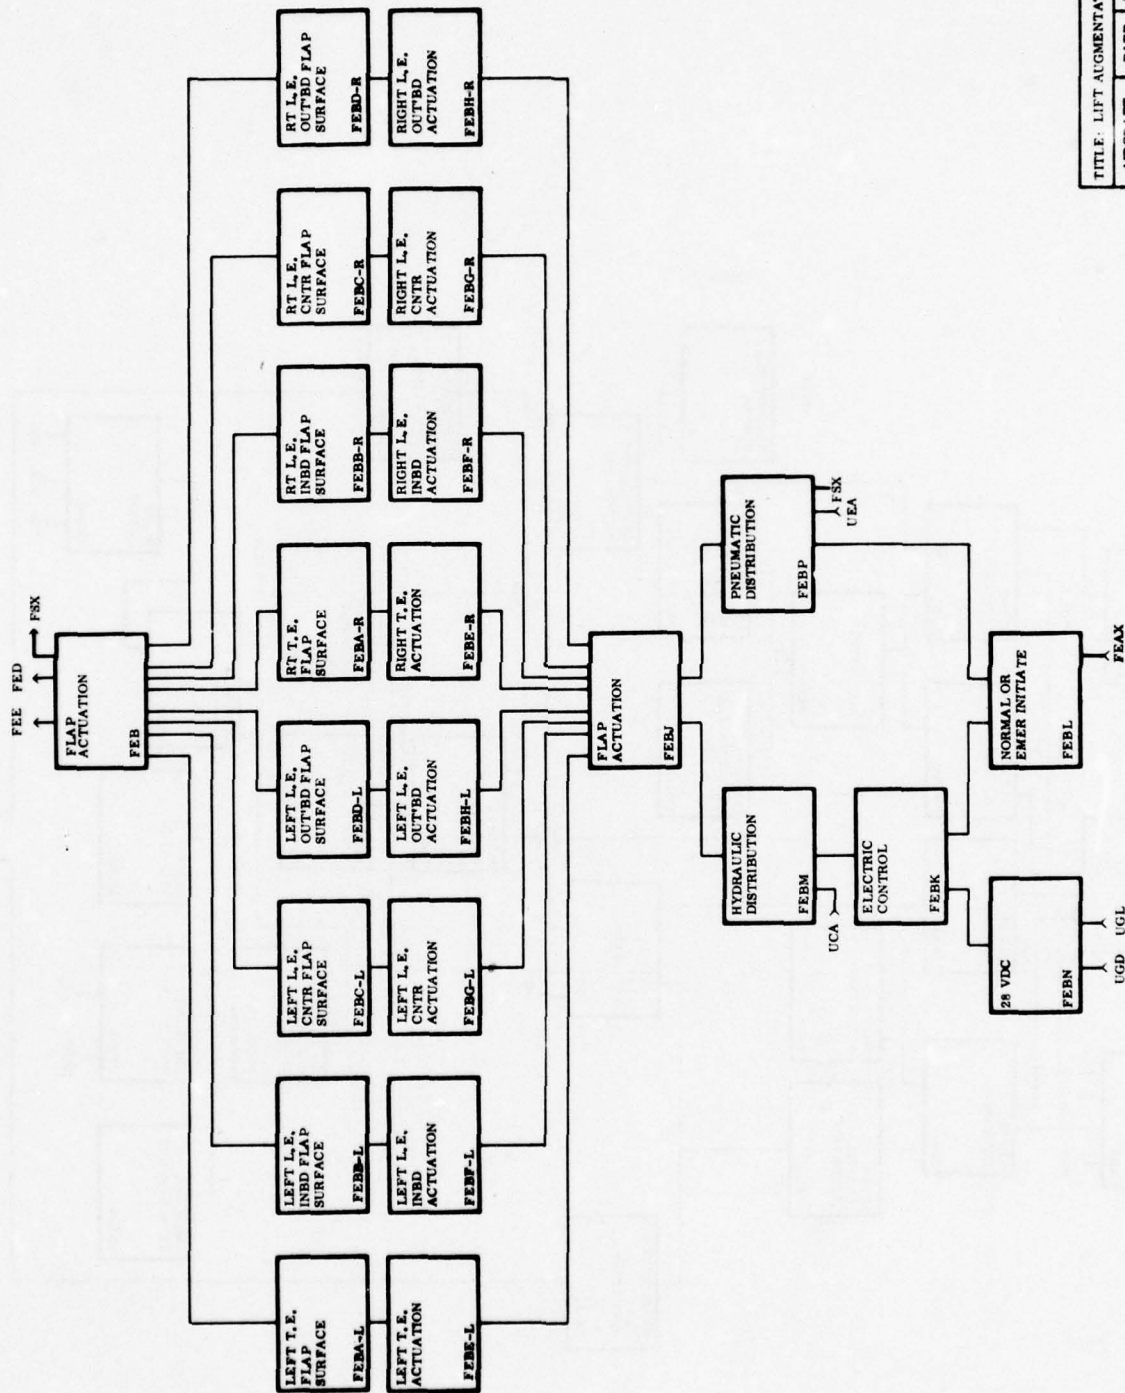 FEE FED FSX
FLAP
ACTUATION
FEB
LEFT T.E.
FLAP
SURFACE
FEBA-L
LEFT L.E.
INBD FLAP
SURFACE
FEBB-L
LEFT L.E.
CNTR FLAP
SURFACE
FEBC-L
LEFT L.E.
OUT'BD FLAP
SURFACE
FEBD-L
RT T.E.
FLAP
SURFACE
FEBA-R
RT L.E.
INBD FLAP
SURFACE
FEBB-R
RT L.E.
CNTR FLAP
SURFACE
FEBC-R
RT L.E.
OUT'BD FLAP
SURFACE
FEBD-R
LEFT T.E.
ACTUATION
FEBE-L
LEFT L.E.
INBD
ACTUATION
FEBF-L
LEFT L.E.
CNTR
ACTUATION
FEBG-L
LEFT L.E.
OUT'BD
ACTUATION
FEBH-L
RIGHT T.E.
ACTUATION
FEBE-R
RIGHT L.E.
INBD
ACTUATION
FEBF-R
RIGHT L.E.
CNTR
ACTUATION
FEBG-R
RIGHT L.E.
OUT'BD
ACTUATION
FEBH-R
FLAP
ACTUATION
FEBJ
HYDRAULIC
DISTRIBUTION
FEBM
UCA
PNEUMATIC
DISTRIBUTION
FEBP
UEA
FSX
ELECTRIC
CONTROL
FEBK
28 VDC
FEBN
UGD UGL
NORMAL OR
EMER INITIATE
FEBL
FEAX
TITLE: LIFT AUGMENTA